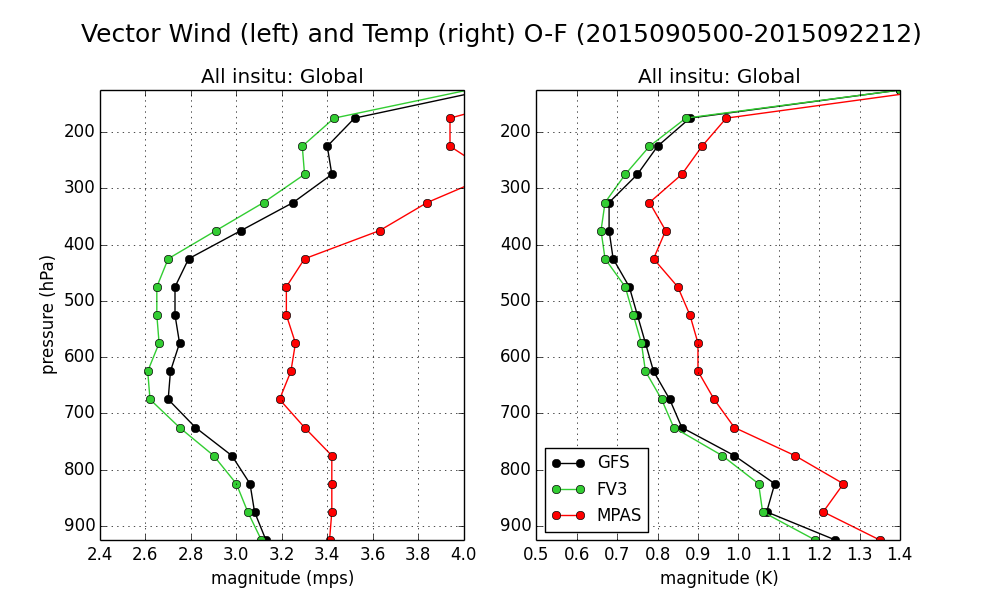 Vector Wind (left) and Temp (right) O-F (2015090500-2015092212)
All insitu: Global
All insitu: Global
pressure (hPa)
200
300
400
500
600
700
800
900
2.4 2.6 2.8 3.0 3.2 3.4 3.6 3.8 4.0
magnitude (mps)
200
300
400
500
600
700
800
900
GFS
FV3
MPAS
0.5 0.6 0.7 0.8 0.9 1.0 1.1 1.2 1.3 1.4
magnitude (K)